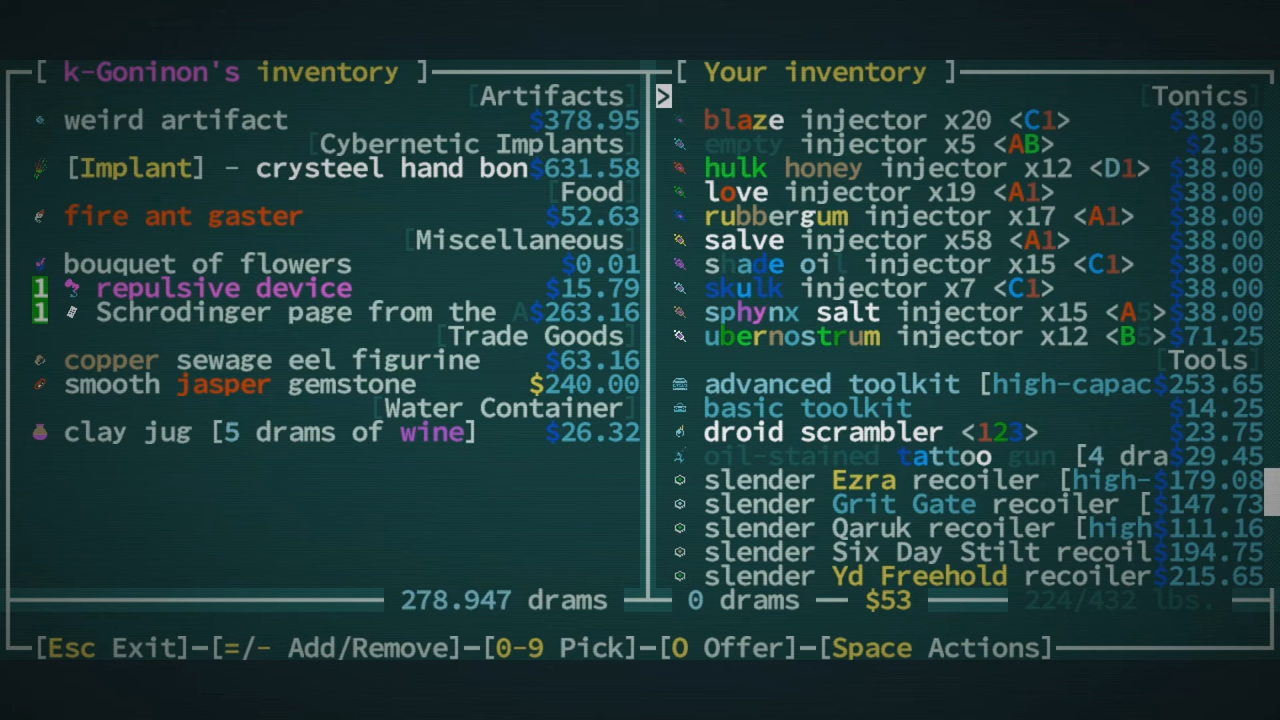 [ k-Goninon's inventory ]
[Artifacts]
weird artifact $378.95
[Cybernetic Implants]
[Implant] - crysteel hand bon$631.58
[Food]
fire ant gaster $52.63
[Miscellaneous]
bouquet of flowers $0.01
1 repulsive device $15.79
1 Schrodinger page from the A$263.16
[Trade Goods]
copper sewage eel figurine $63.16
smooth jasper gemstone $240.00
[Water Container]
clay jug [5 drams of wine] $26.32
278.947 drams
[ Your inventory ]
> [Tonics]
blaze injector x20 <C1> $38.00
empty injector x5 <AB> $2.85
hulk honey injector x12 <D1> $38.00
love injector x19 <A1> $38.00
rubbergum injector x17 <A1> $38.00
salve injector x58 <A1> $38.00
shade oil injector x15 <C1> $38.00
skulk injector x7 <C1> $38.00
sphynx salt injector x15 <A5>$38.00
ubernostrum injector x12 <B5>$71.25
[Tools]
advanced toolkit [high-capac$253.65
basic toolkit $14.25
droid scrambler <123> $23.75
oil-stained tattoo gun [4 dra$29.45
slender Ezra recoiler [high-$179.08
slender Grit Gate recoiler [$147.73
slender Qaruk recoiler [high$111.16
slender Six Day Stilt recoil$194.75
slender Yd Freehold recoiler$215.65
0 drams — $53 224/432 lbs.
[Esc Exit]-[=/- Add/Remove]-[0-9 Pick]-[O Offer]-[Space Actions]